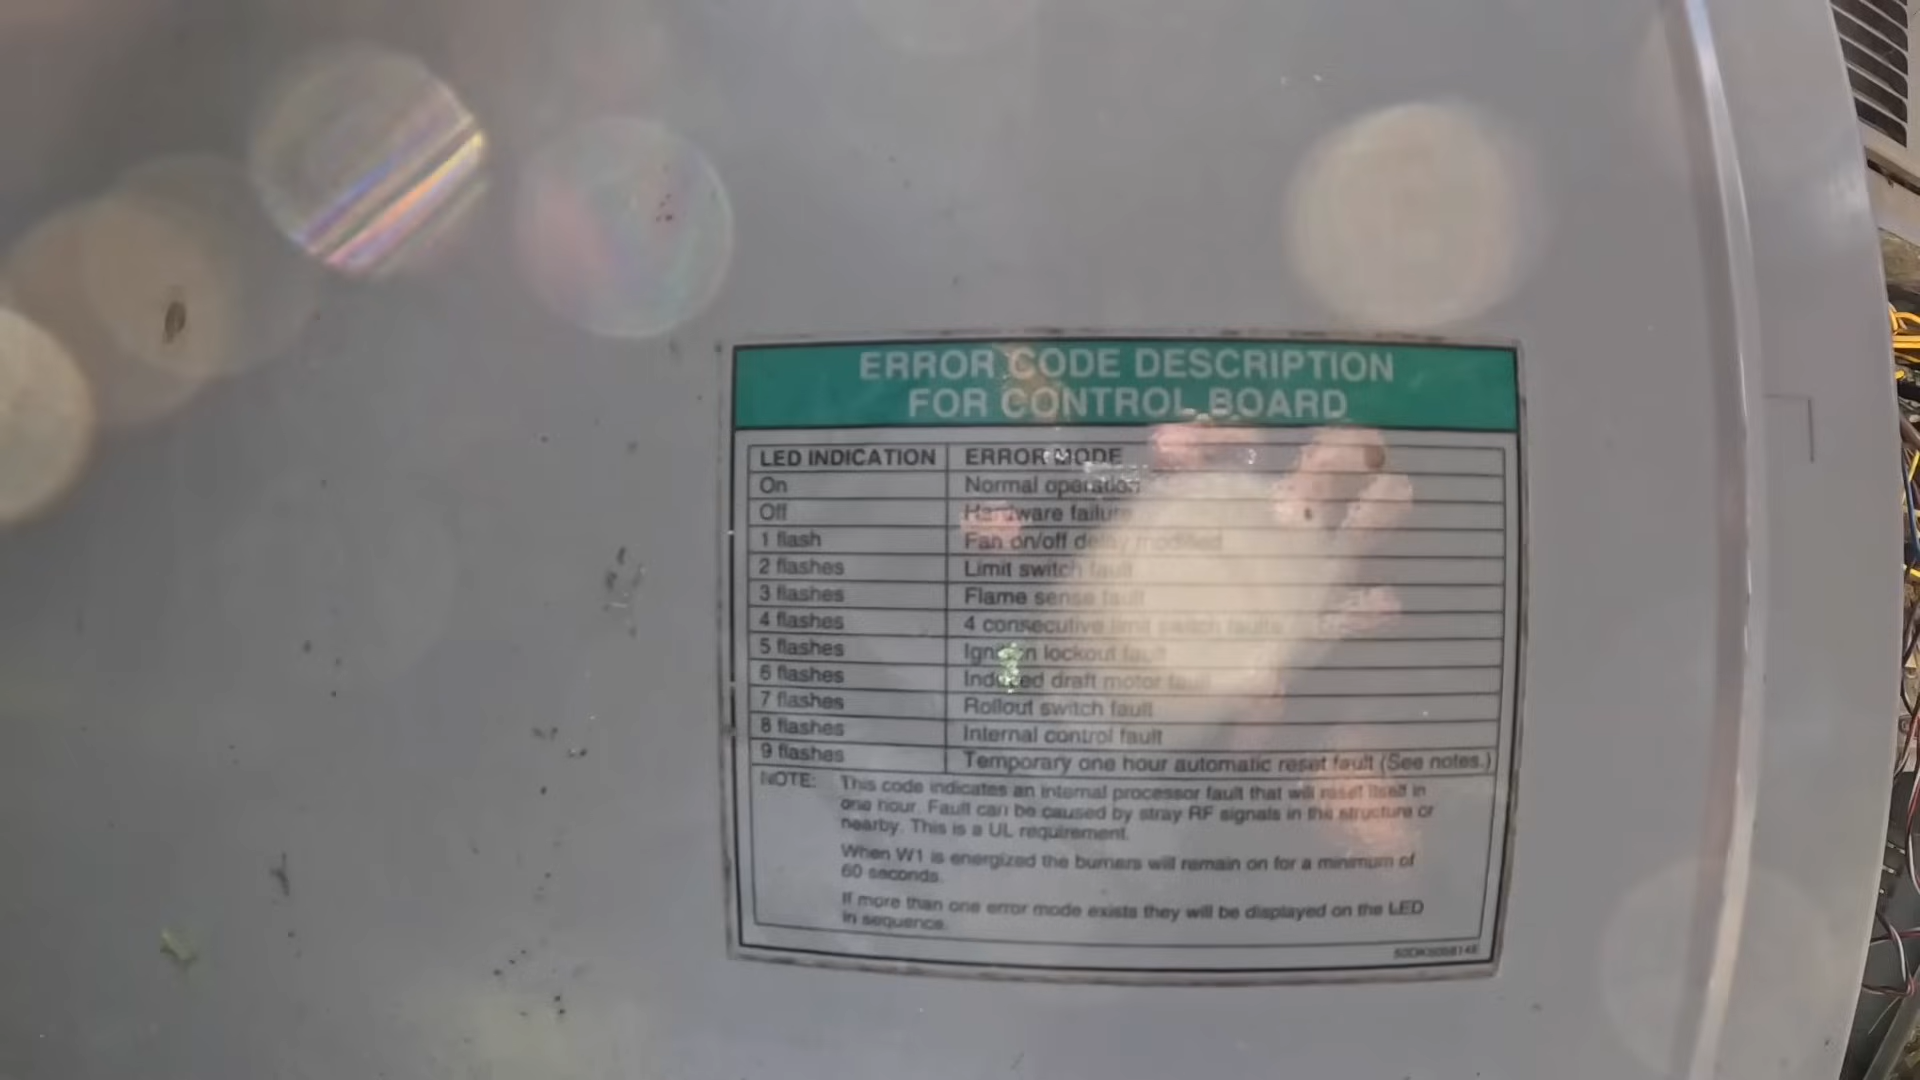 ERROR CODE DESCRIPTION
FOR CONTROL BOARD
LED INDICATION ERROR MODE
On Normal operation
Off Hardware failure
1 flash Fan on/off delay modified
2 flashes Limit switch fault
3 flashes Flame sense fault
4 flashes 4 consecutive limit switch faults
5 flashes Ignition lockout fault
6 flashes Induced draft motor fault
7 flashes Rollout switch fault
8 flashes Internal control fault
9 flashes Temporary one hour automatic reset fault (See notes.)
NOTE: This code indicates an internal processor fault that will reset itself in
one hour. Fault can be caused by stray RF signals in the structure or
nearby. This is a UL requirement.
When W1 is energized the burners will remain on for a minimum of
60 seconds.
If more than one error mode exists they will be displayed on the LED
in sequence.